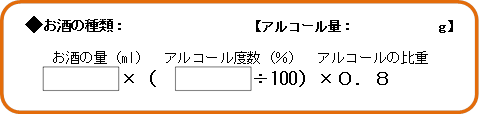 ◆お酒の種類： 【アルコール量： g】
お酒の量（ml） アルコール度数（%） アルコールの比重
×（ ÷100）×０．８